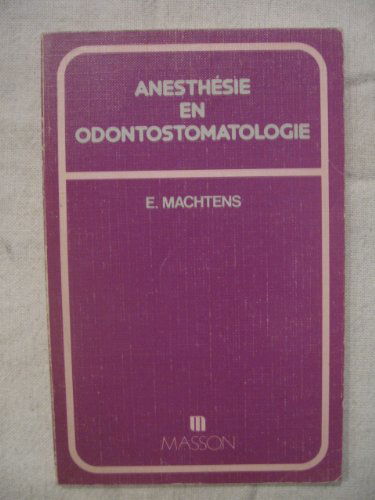 ANESTHÉSIE
EN
ODONTOSTOMATOLOGIE
E. MACHTENS
m
MASSON